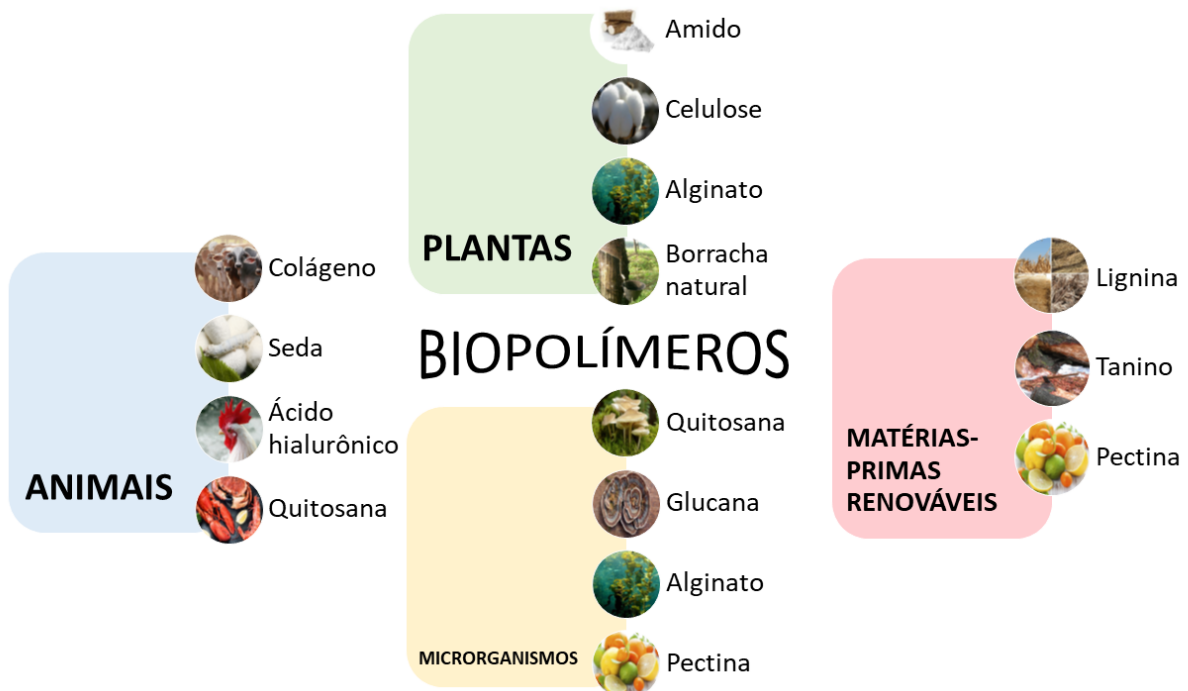 Amido
Celulose
Alginato
Borracha
natural
PLANTAS
Colágeno
Seda
Ácido
hialurônico
Quitosana
ANIMAIS
BIOPOLÍMEROS
Quitosana
Glucana
Alginato
Pectina
MICRORGANISMOS
Lignina
Tanino
Pectina
MATÉRIAS-
PRIMAS
RENOVÁVEIS